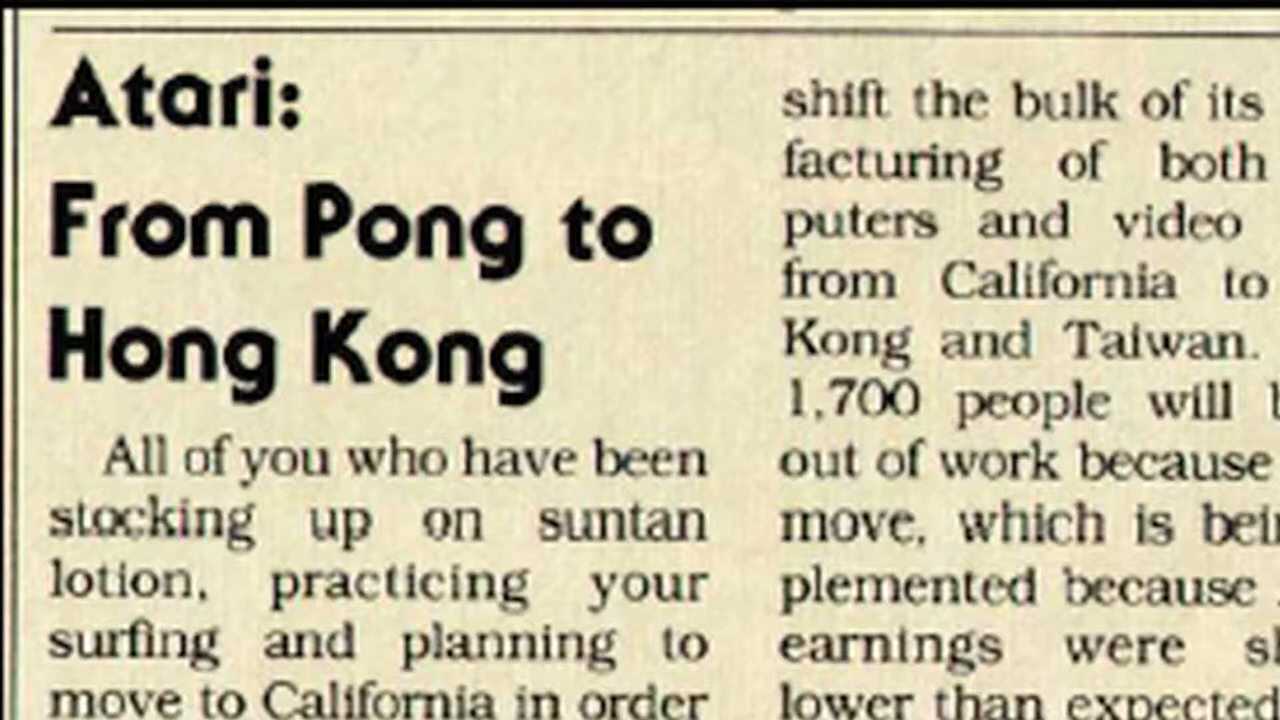 Atari:
From Pong to
Hong Kong
All of you who have been
stocking up on suntan
lotion, practicing your
surfing and planning to
move to California in order
shift the bulk of its
facturing of both
puters and video
from California to
Kong and Taiwan.
1,700 people will
out of work because
move, which is
plemented because
earnings were
lower than expected